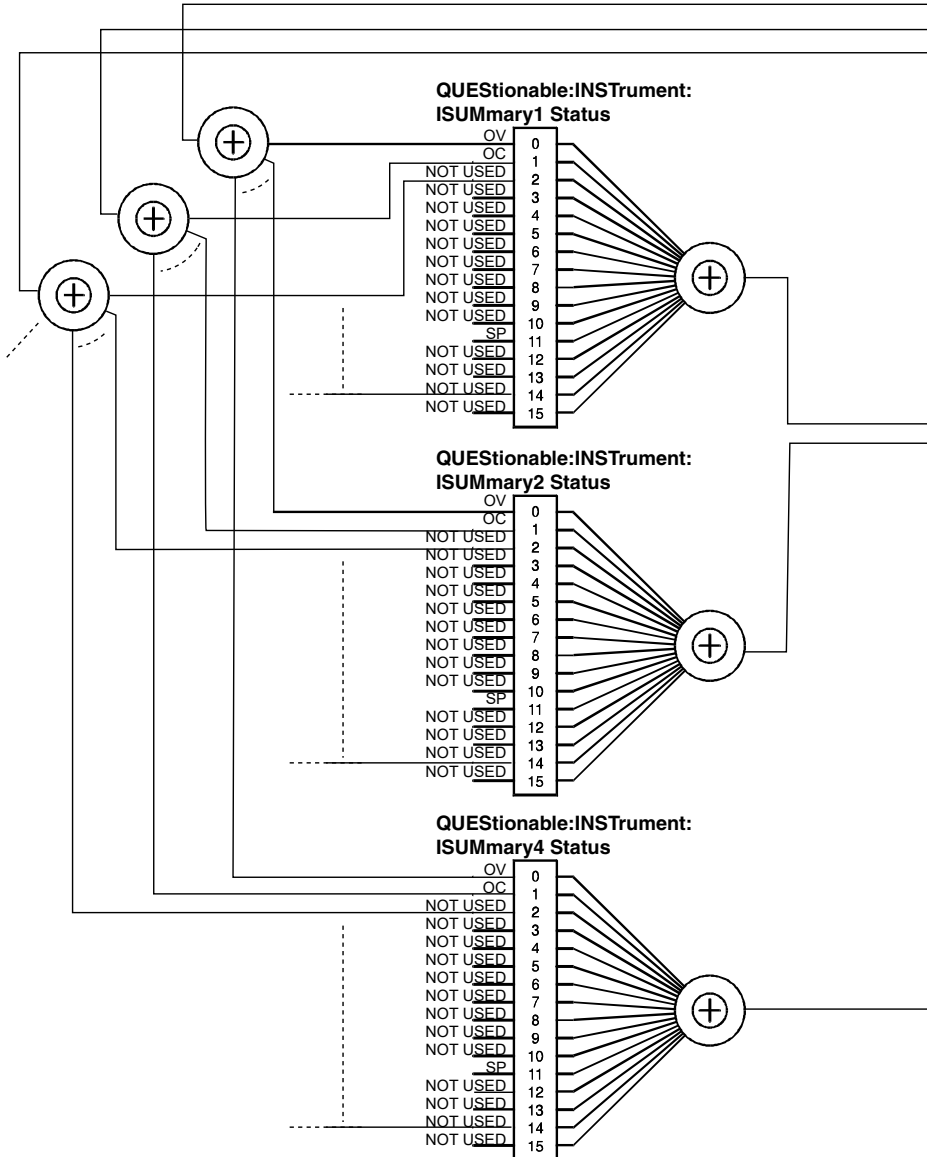 QUEStionable:INSTrument:
ISUMmary1 Status
OV 0
OC 1
NOT USED 2
NOT USED 3
NOT USED 4
NOT USED 5
NOT USED 6
NOT USED 7
NOT USED 8
NOT USED 9
NOT USED 10
SP 11
NOT USED 12
NOT USED 13
NOT USED 14
NOT USED 15
QUEStionable:INSTrument:
ISUMmary2 Status
OV 0
OC 1
NOT USED 2
NOT USED 3
NOT USED 4
NOT USED 5
NOT USED 6
NOT USED 7
NOT USED 8
NOT USED 9
NOT USED 10
SP 11
NOT USED 12
NOT USED 13
NOT USED 14
NOT USED 15
QUEStionable:INSTrument:
ISUMmary4 Status
OV 0
OC 1
NOT USED 2
NOT USED 3
NOT USED 4
NOT USED 5
NOT USED 6
NOT USED 7
NOT USED 8
NOT USED 9
NOT USED 10
SP 11
NOT USED 12
NOT USED 13
NOT USED 14
NOT USED 15